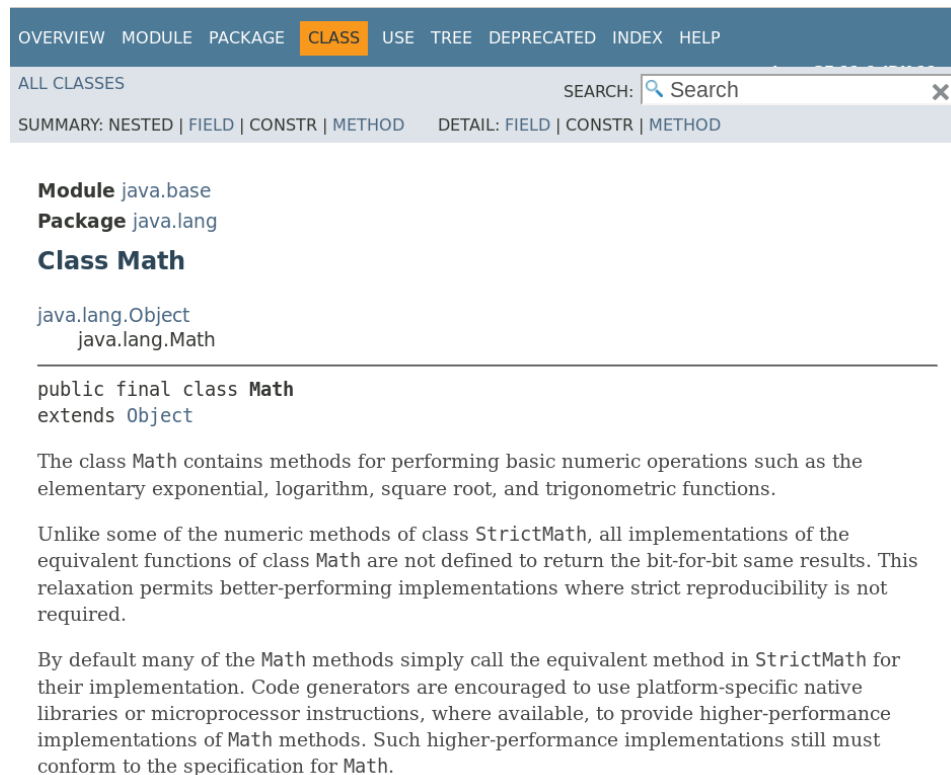 OVERVIEW MODULE PACKAGE CLASS USE TREE DEPRECATED INDEX HELP
ALL CLASSES
SEARCH: Search
SUMMARY: NESTED | FIELD | CONSTR | METHOD DETAIL: FIELD | CONSTR | METHOD
Module java.base
Package java.lang
Class Math
java.lang.Object
java.lang.Math
public final class Math
extends Object
The class Math contains methods for performing basic numeric operations such as the
elementary exponential, logarithm, square root, and trigonometric functions.
Unlike some of the numeric methods of class StrictMath, all implementations of the
equivalent functions of class Math are not defined to return the bit-for-bit same results. This
relaxation permits better-performing implementations where strict reproducibility is not
required.
By default many of the Math methods simply call the equivalent method in StrictMath for
their implementation. Code generators are encouraged to use platform-specific native
libraries or microprocessor instructions, where available, to provide higher-performance
implementations of Math methods. Such higher-performance implementations still must
conform to the specification for Math.